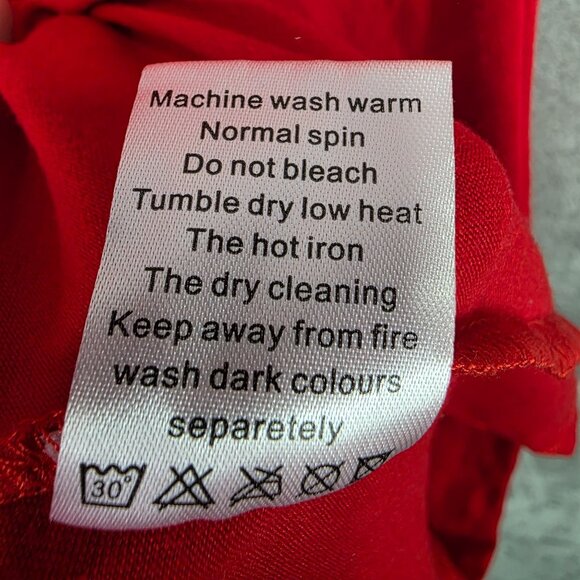 Machine wash warm
Normal spin
Do not bleach
Tumble dry low heat
The hot iron
The dry cleaning
Keep away from fire
wash dark colours
separetely
30°